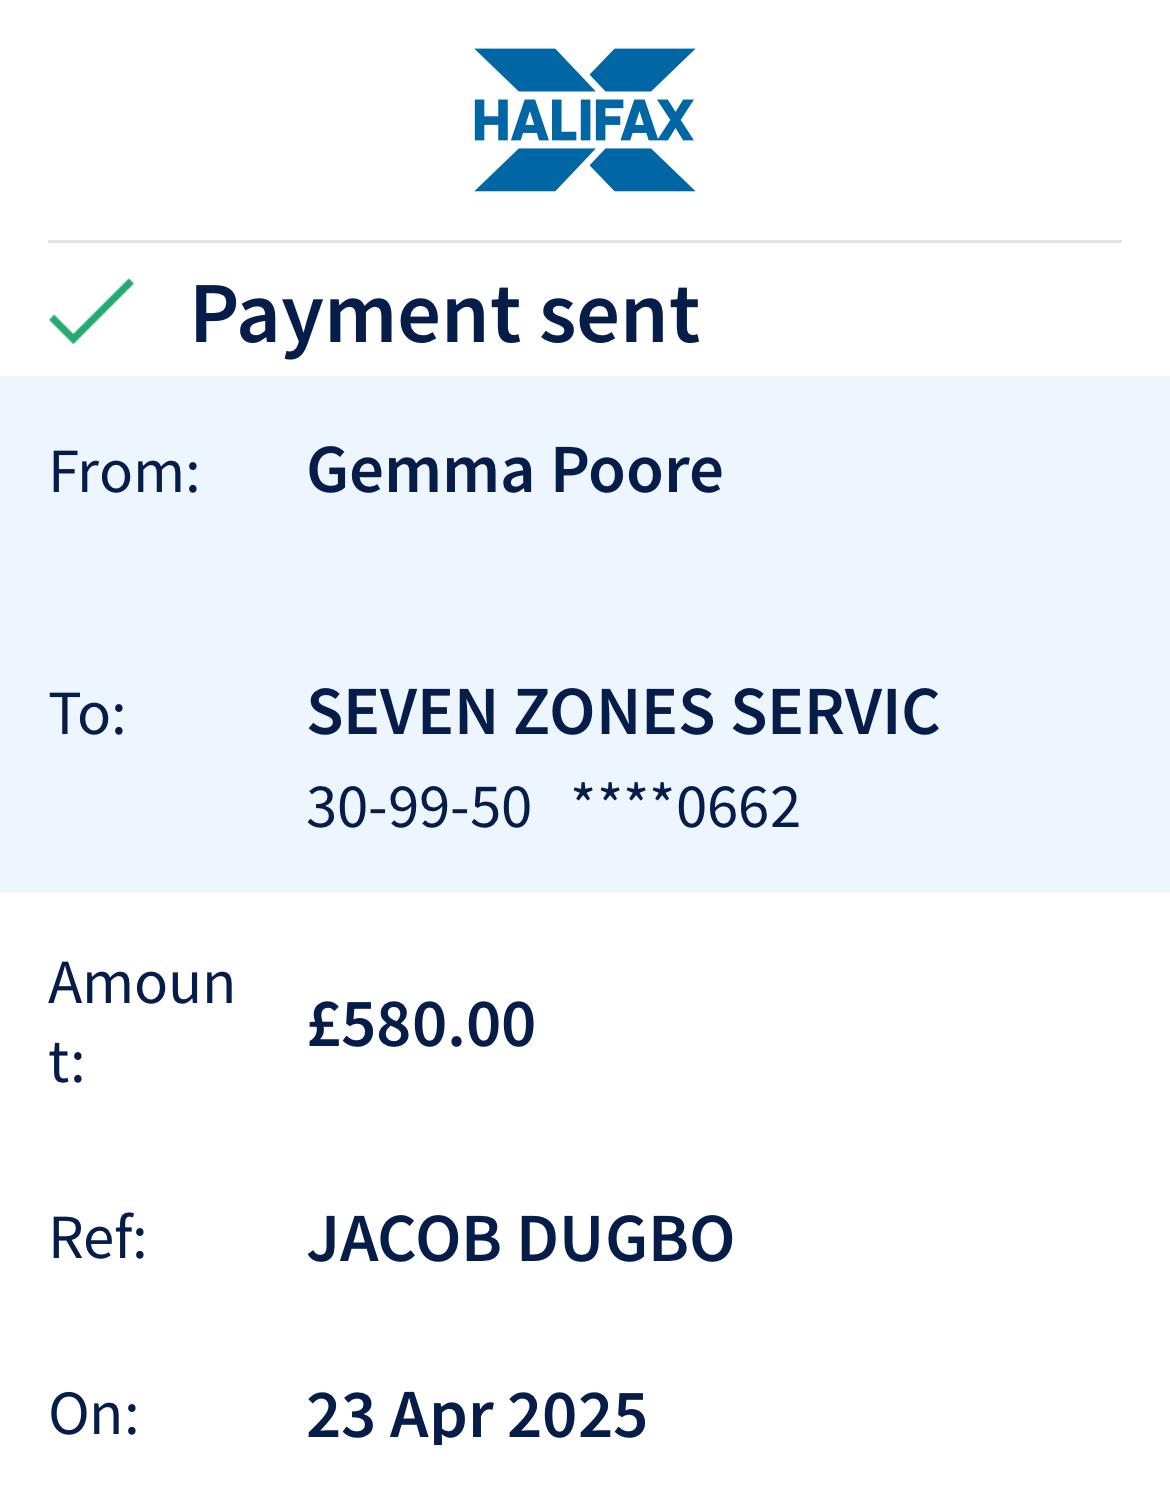 HALIFAX
Payment sent
From: Gemma Poore
To: SEVEN ZONES SERVIC
30-99-50 ****0662
Amoun
t: £580.00
Ref: JACOB DUGBO
On: 23 Apr 2025